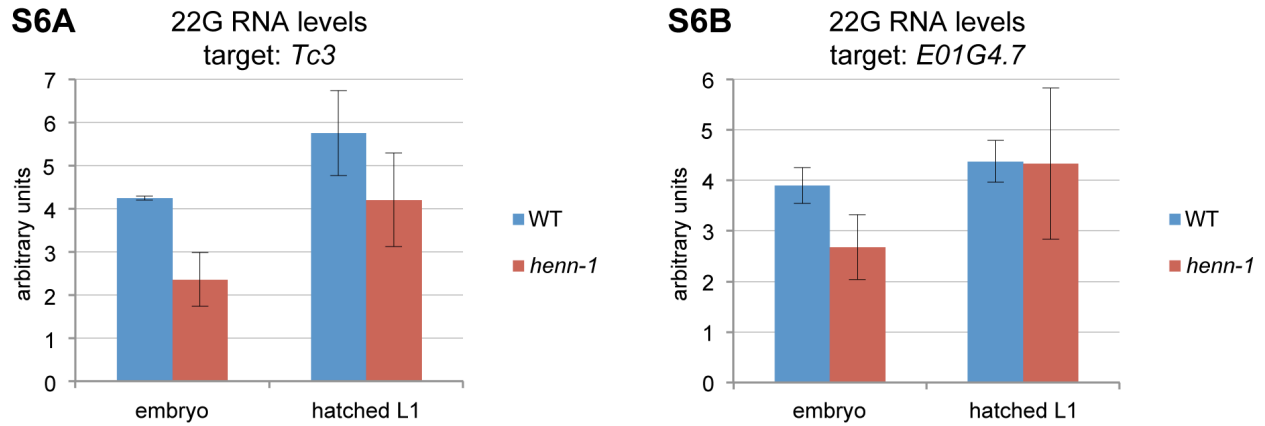 S6A
22G RNA levels
target: Tc3
7
6
5
4
3
2
1
0
arbitrary units
embryo
hatched L1
WT
henn-1
S6B
22G RNA levels
target: E01G4.7
6
5
4
3
2
1
0
arbitrary units
embryo
hatched L1
WT
henn-1